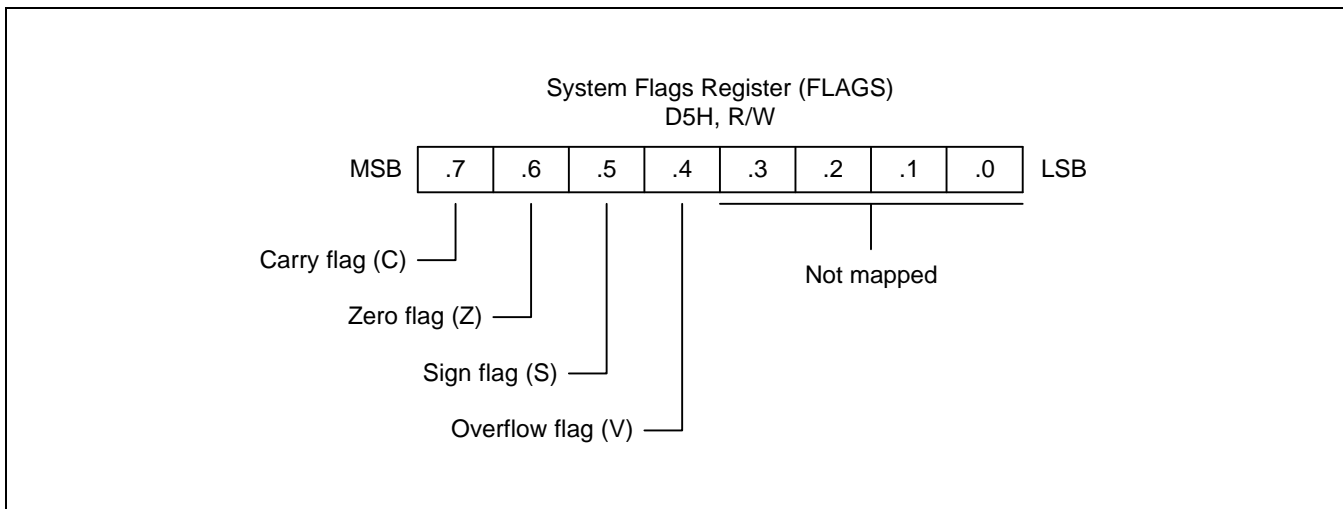 System Flags Register (FLAGS)
D5H, R/W
MSB .7 .6 .5 .4 .3 .2 .1 .0 LSB
Carry flag (C)
Not mapped
Zero flag (Z)
Sign flag (S)
Overflow flag (V)